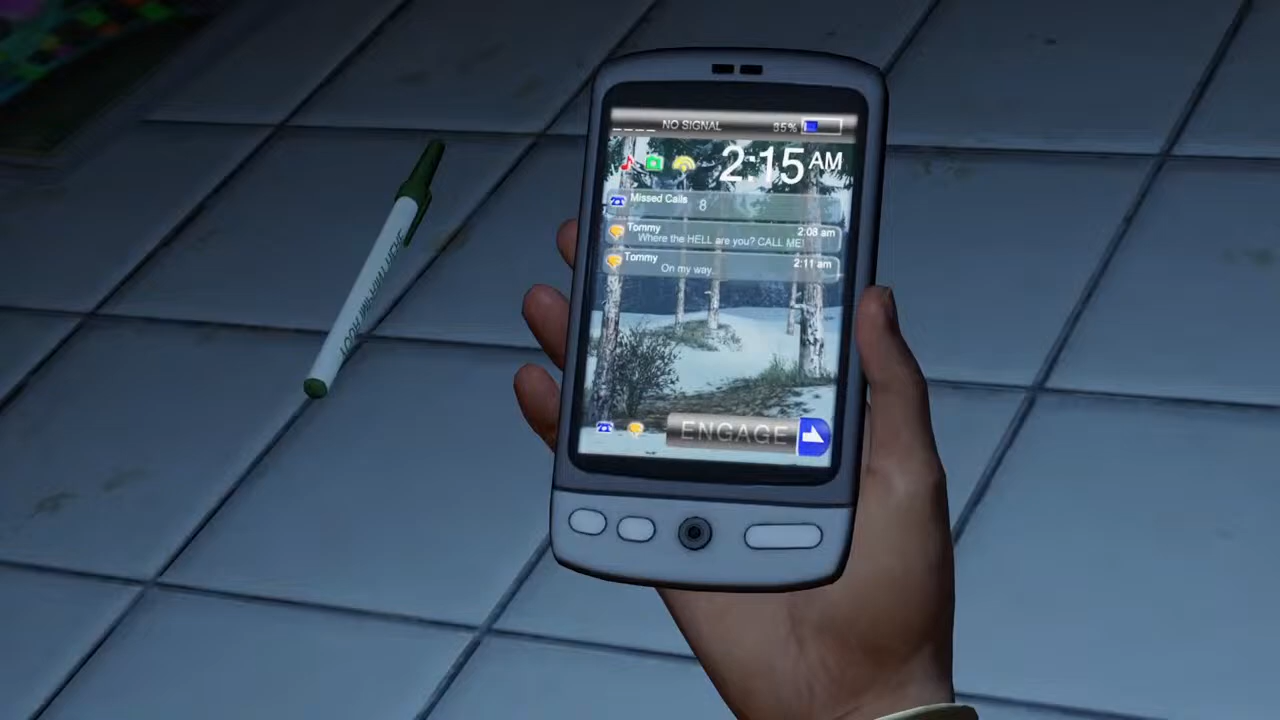 NO SIGNAL 35%
2:15 AM
Missed Calls 8
Tommy 2:08 am
Where the HELL are you? CALL ME!
Tommy 2:11 am
On my way.
ENGAGE